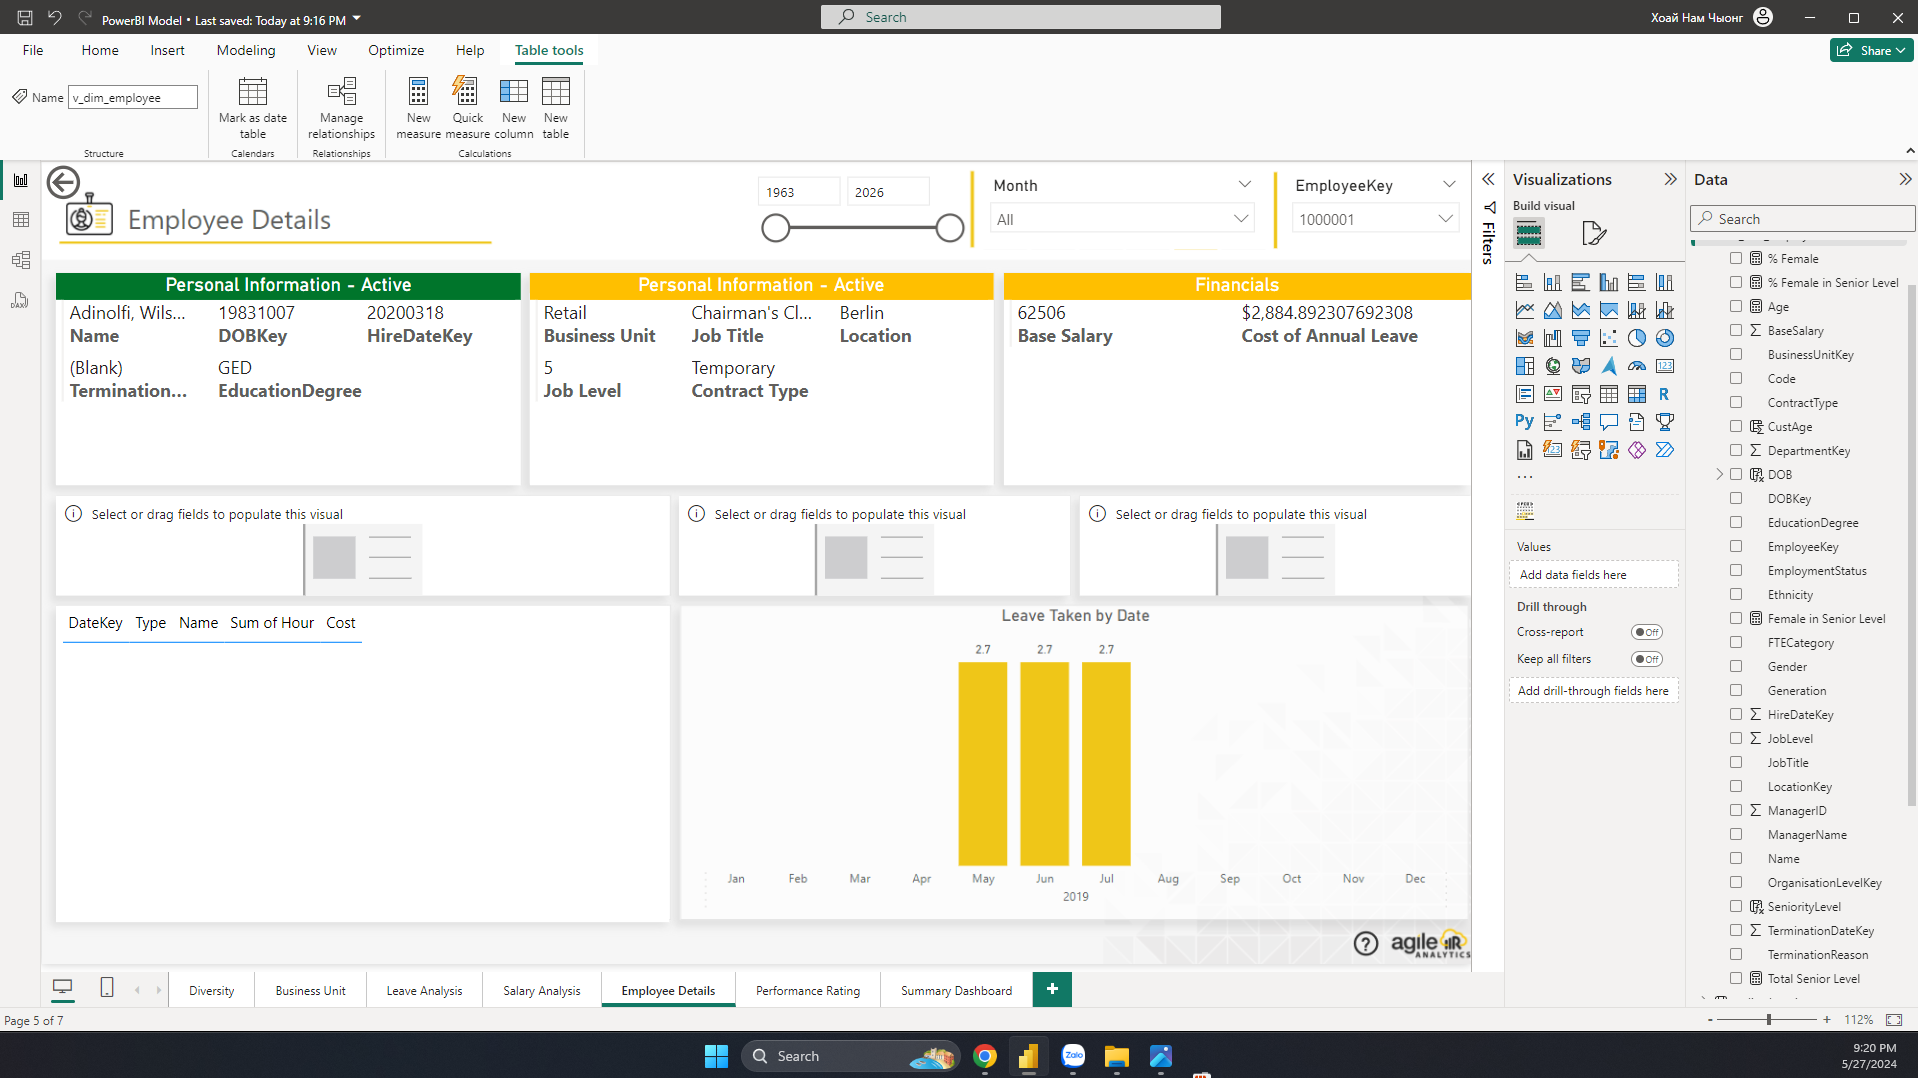 PowerBI Model • Last saved: Today at 9:16 PM
Search
Хоай Нам Чыонг
File
Home
Insert
Modeling
View
Optimize
Help
Table tools
Share
Name
v_dim_employee
Mark as date table
Manage relationships
New measure
Quick measure
New column
New table
Structure
Calendars
Relationships
Calculations
DAX
Employee Details
1963
2026
Month
All
EmployeeKey
1000001
Filters
Personal Information - Active
Adinolfi, Wils...
19831007
20200318
Name
DOBKey
HireDateKey
(Blank)
GED
Termination...
EducationDegree
Personal Information - Active
Retail
Chairman's Cl...
Berlin
Business Unit
Job Title
Location
5
Temporary
Job Level
Contract Type
Financials
62506
$2,884.892307692308
Base Salary
Cost of Annual Leave
Select or drag fields to populate this visual
Select or drag fields to populate this visual
Select or drag fields to populate this visual
DateKey Type Name Sum of Hour Cost
Leave Taken by Date
2.7 2.7 2.7
Jan Feb Mar Apr May Jun Jul Aug Sep Oct Nov Dec
2019
agile HR
ANALYTICS
Visualizations
Build visual
123
R
Py
123
...
Values
Add data fields here
Drill through
Cross-report
Off
Keep all filters
Off
Add drill-through fields here
Data
Search
% Female
% Female in Senior Level
Age
BaseSalary
BusinessUnitKey
Code
ContractType
CustAge
DepartmentKey
DOB
DOBKey
EducationDegree
EmployeeKey
EmploymentStatus
Ethnicity
Female in Senior Level
FTECategory
Gender
Generation
HireDateKey
JobLevel
JobTitle
LocationKey
ManagerID
ManagerName
Name
OrganisationLevelKey
SeniorityLevel
TerminationDateKey
TerminationReason
Total Senior Level
Diversity
Business Unit
Leave Analysis
Salary Analysis
Employee Details
Performance Rating
Summary Dashboard
+
Page 5 of 7
- + 112%
Search
Zalo
9:20 PM
5/27/2024